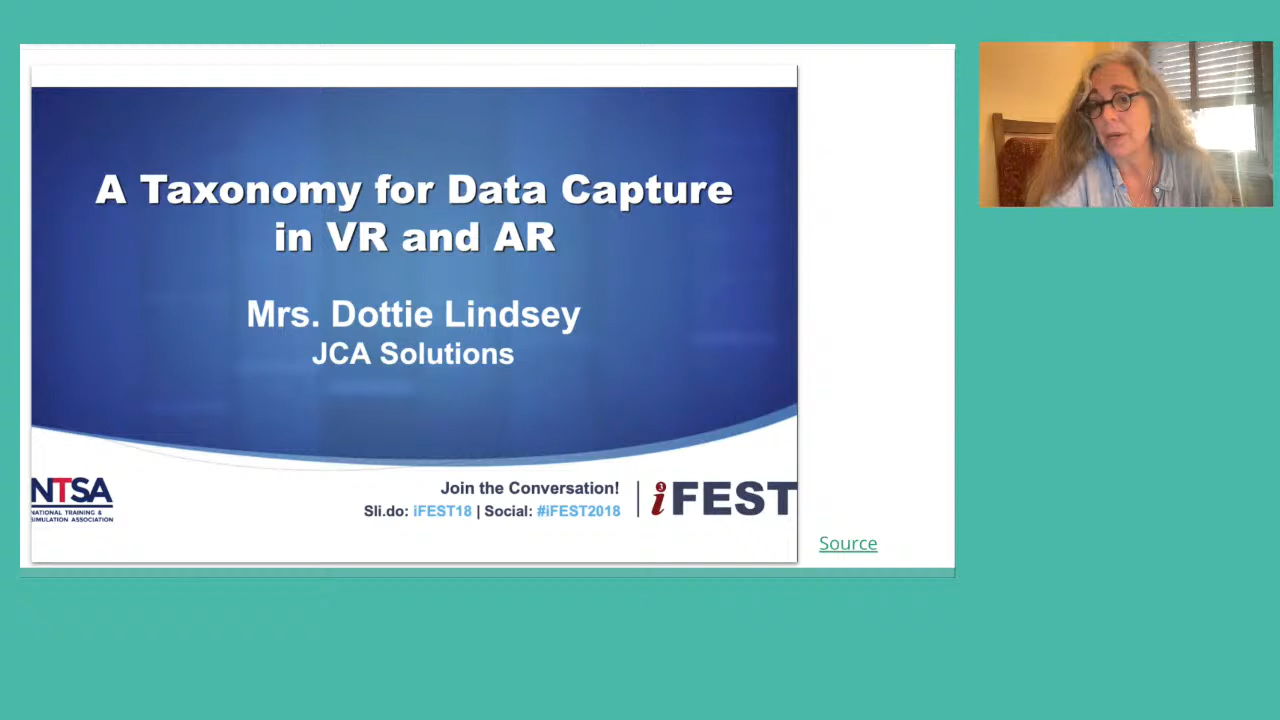 A Taxonomy for Data Capture
in VR and AR
Mrs. Dottie Lindsey
JCA Solutions
NTSA
NATIONAL TRAINING &
SIMULATION ASSOCIATION
Join the Conversation!
Sli.do: iFEST18 | Social: #iFEST2018
i3FEST
Source